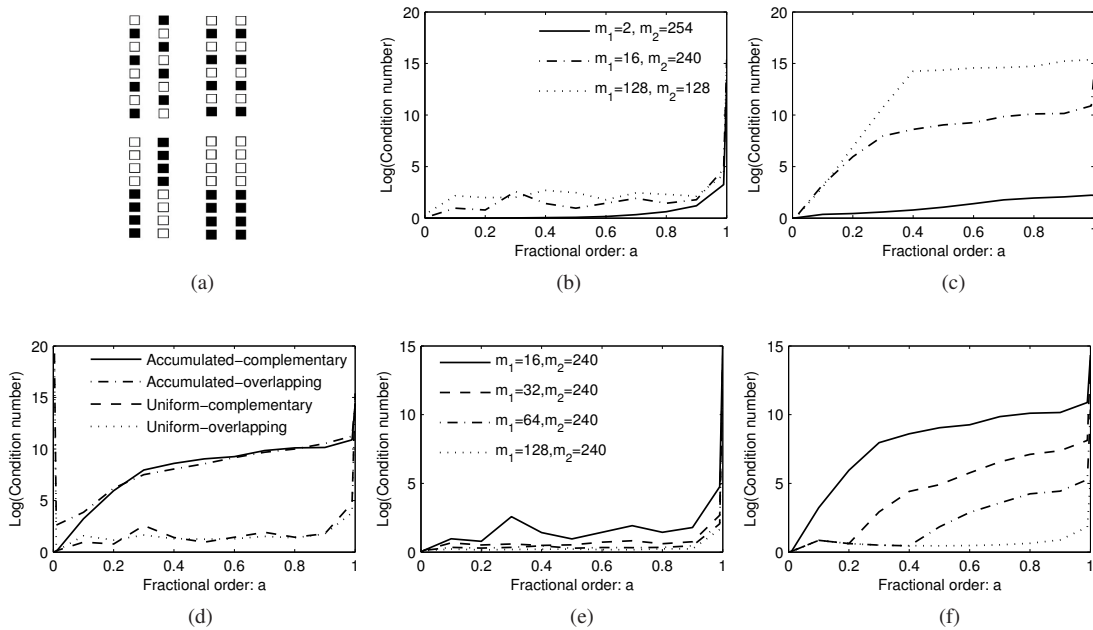 20
15
10
5
0
Log(Condition number)
m1=2, m2=254
m1=16, m2=240
m1=128, m2=128
0 0.2 0.4 0.6 0.8 1
Fractional order: a
20
15
10
5
0
Log(Condition number)
0 0.2 0.4 0.6 0.8 1
Fractional order: a
(a)
(b)
(c)
20
15
10
5
0
Log(Condition number)
Accumulated−complementary
Accumulated−overlapping
Uniform−complementary
Uniform−overlapping
0 0.2 0.4 0.6 0.8 1
Fractional order: a
15
10
5
0
Log(Condition number)
m1=16,m2=240
m1=32,m2=240
m1=64,m2=240
m1=128,m2=240
0 0.2 0.4 0.6 0.8 1
Fractional order: a
15
10
5
0
Log(Condition number)
0 0.2 0.4 0.6 0.8 1
Fractional order: a
(d)
(e)
(f)